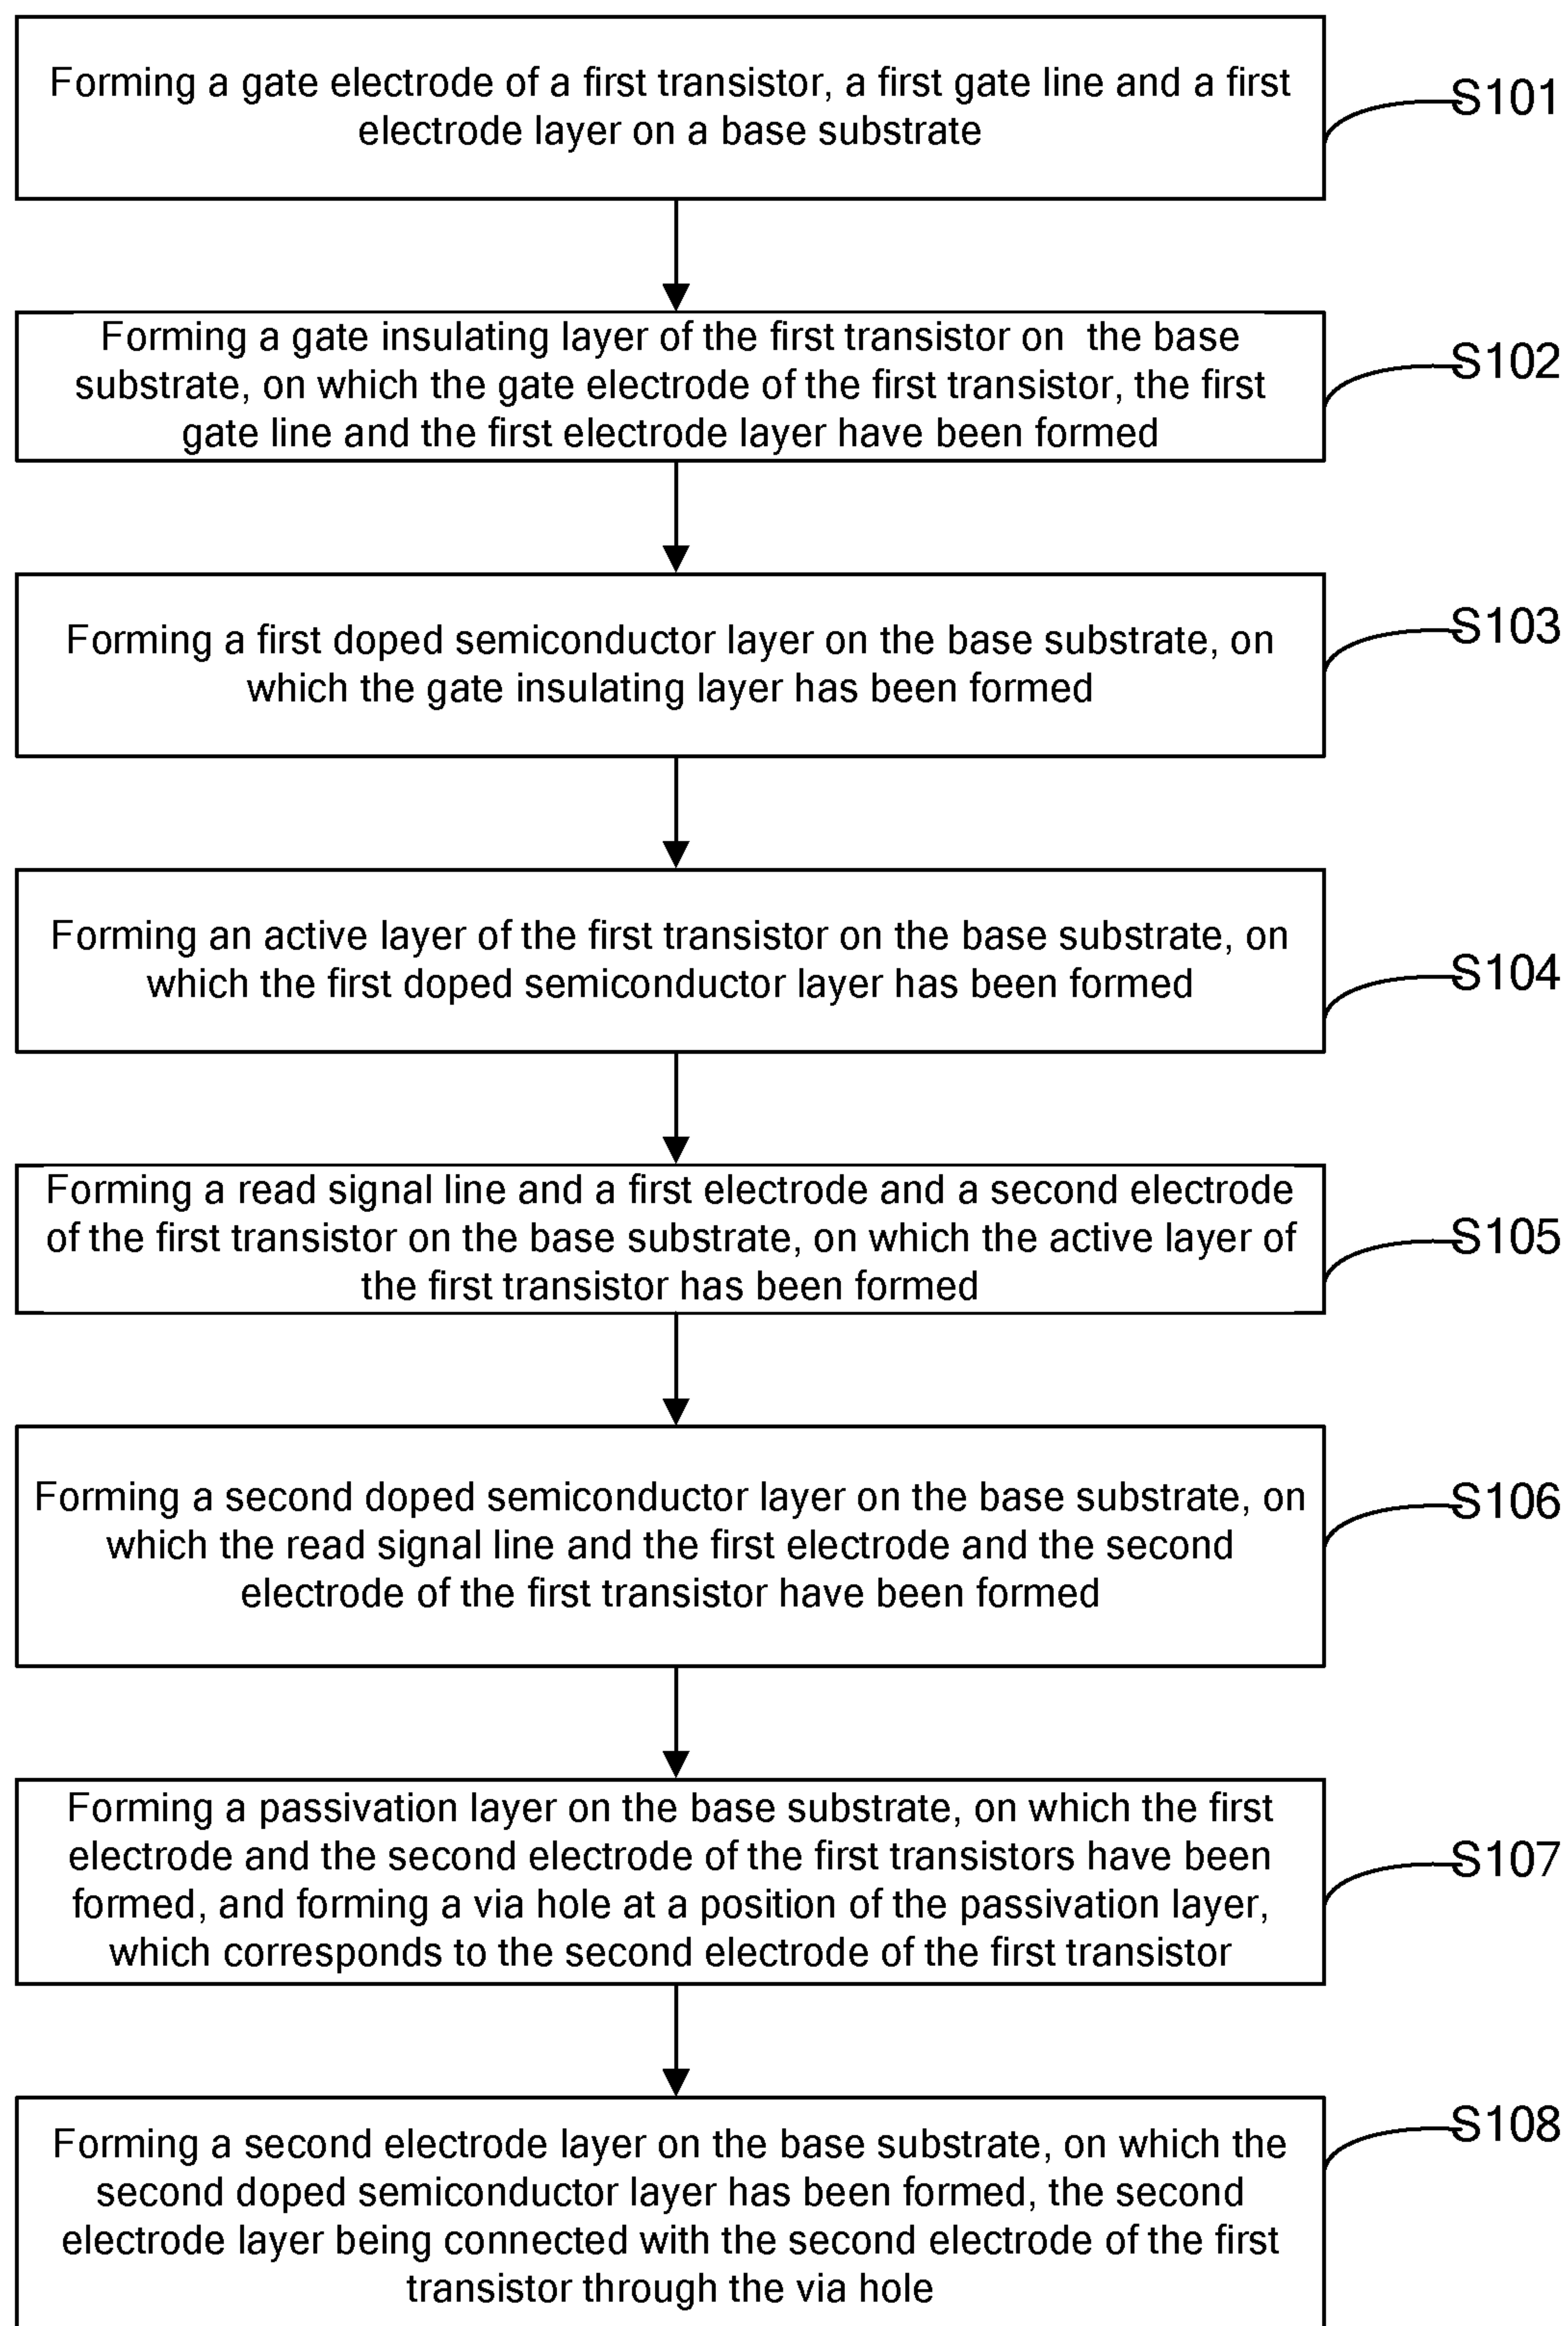 Forming a gate electrode of a first transistor, a first gate line and a first
electrode layer on a base substrate
S101
Forming a gate insulating layer of the first transistor on the base
substrate, on which the gate electrode of the first transistor, the first
gate line and the first electrode layer have been formed
S102
Forming a first doped semiconductor layer on the base substrate, on
which the gate insulating layer has been formed
S103
Forming an active layer of the first transistor on the base substrate, on
which the first doped semiconductor layer has been formed
S104
Forming a read signal line and a first electrode and a second electrode
of the first transistor on the base substrate, on which the active layer of
the first transistor has been formed
S105
Forming a second doped semiconductor layer on the base substrate, on
which the read signal line and the first electrode and the second
electrode of the first transistor have been formed
S106
Forming a passivation layer on the base substrate, on which the first
electrode and the second electrode of the first transistors have been
formed, and forming a via hole at a position of the passivation layer,
which corresponds to the second electrode of the first transistor
S107
Forming a second electrode layer on the base substrate, on which the
second doped semiconductor layer has been formed, the second
electrode layer being connected with the second electrode of the first
transistor through the via hole
S108